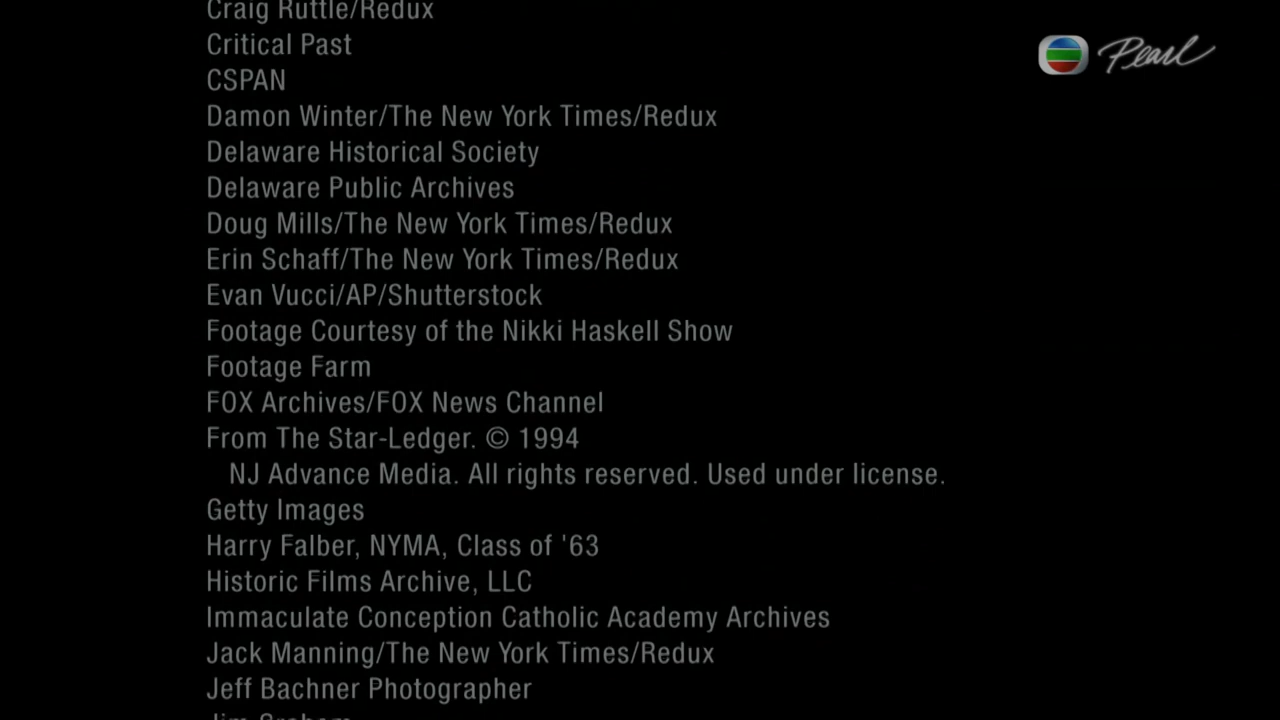 Craig Ruttle/Redux
Critical Past
Pearl
CSPAN
Damon Winter/The New York Times/Redux
Delaware Historical Society
Delaware Public Archives
Doug Mills/The New York Times/Redux
Erin Schaff/The New York Times/Redux
Evan Vucci/AP/Shutterstock
Footage Courtesy of the Nikki Haskell Show
Footage Farm
FOX Archives/FOX News Channel
From The Star-Ledger. © 1994
NJ Advance Media. All rights reserved. Used under license.
Getty Images
Harry Falber, NYMA, Class of '63
Historic Films Archive, LLC
Immaculate Conception Catholic Academy Archives
Jack Manning/The New York Times/Redux
Jeff Bachner Photographer